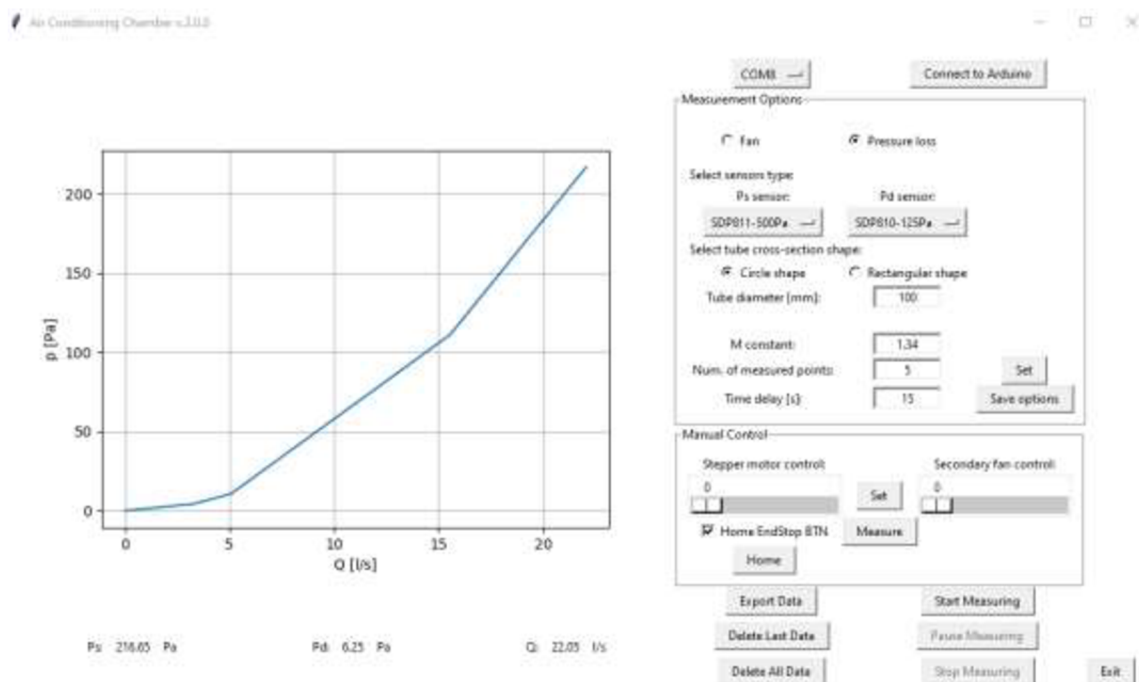 Air Conditioning Chamber v.3.0.0
COM8 Connect to Arduino
Measurement Options
Fan Pressure loss
Select sensors type:
Ps sensor: Pd sensor:
SDP811-500Pa SDP810-125Pa
Select tube cross-section shape:
Circle shape Rectangular shape
Tube diameter [mm]: 100
M constant: 1.34
Num. of measured points: 5 Set
Time delay [s]: 15 Save options
Manual Control
Stepper motor control: Secondary fan control:
0 0
Set
Home EndStop BTN Measure
Home
Export Data Start Measuring
Delete Last Data Pause Measuring
Delete All Data Stop Measuring Exit
200
150
100
50
0
p [Pa]
0 5 10 15 20
Q [l/s]
Ps: 216.65 Pa Pd: 6.25 Pa Q: 22.05 l/s